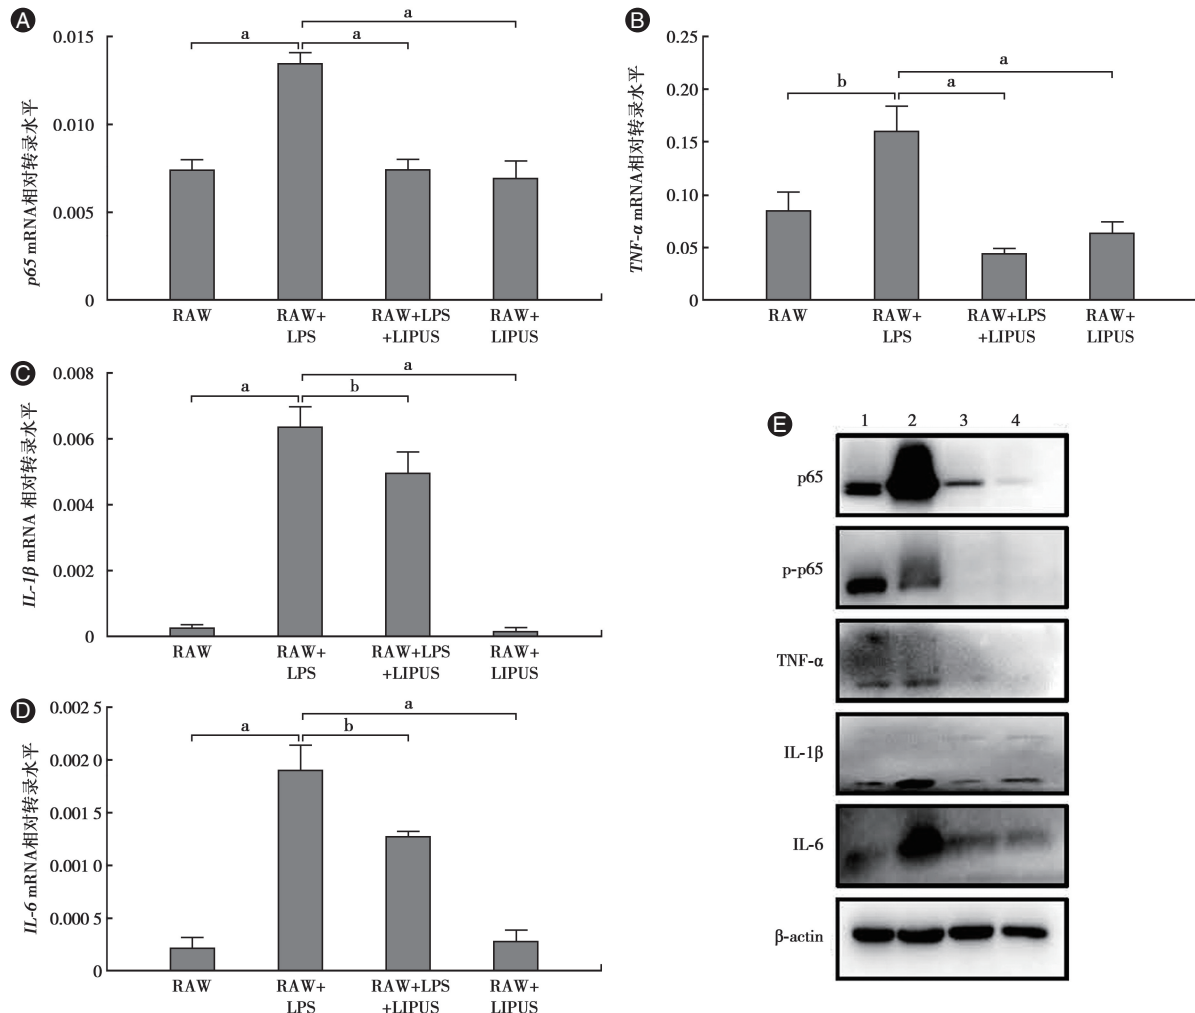 A
p65 mRNA相对转录水平
0.015
0.010
0.005
0
a
a
a
RAW
RAW+
LPS
RAW+LPS
+LIPUS
RAW+
LIPUS
B
TNF-α mRNA相对转录水平
0.25
0.20
0.15
0.10
0.05
0
b
a
a
RAW
RAW+
LPS
RAW+LPS
+LIPUS
RAW+
LIPUS
C
IL-1β mRNA 相对转录水平
0.008
0.006
0.004
0.002
0
a
a
b
RAW
RAW+
LPS
RAW+LPS
+LIPUS
RAW+
LIPUS
D
IL-6 mRNA相对转录水平
0.002 5
0.002 0
0.001 5
0.001 0
0.000 5
0
a
a
b
RAW
RAW+
LPS
RAW+LPS
+LIPUS
RAW+
LIPUS
E
1 2 3 4
p65
p-p65
TNF-α
IL-1β
IL-6
β-actin